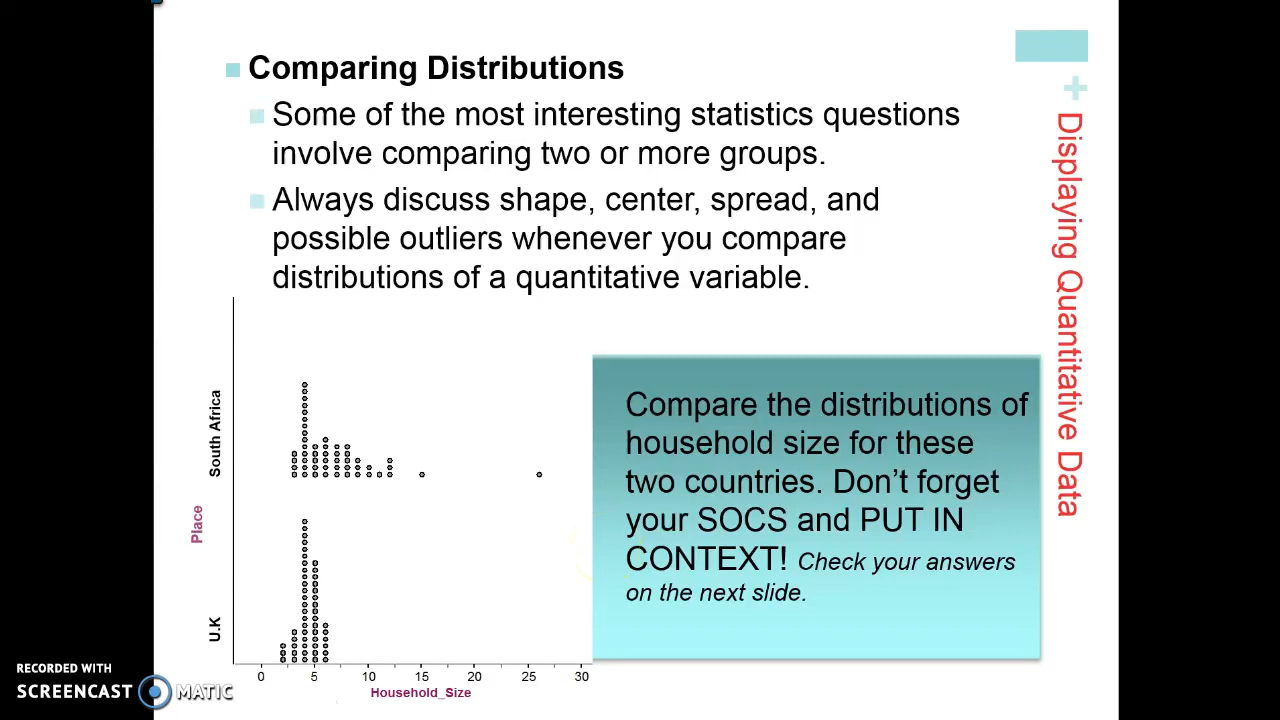 Comparing Distributions
Some of the most interesting statistics questions
involve comparing two or more groups.
Always discuss shape, center, spread, and
possible outliers whenever you compare
distributions of a quantitative variable.
+ Displaying Quantitative Data
Place
South Africa
U.K
0 5 10 15 20 25 30
Household_Size
Compare the distributions of
household size for these
two countries. Don’t forget
your SOCS and PUT IN
CONTEXT! Check your answers
on the next slide.
RECORDED WITH
SCREENCAST MATIC